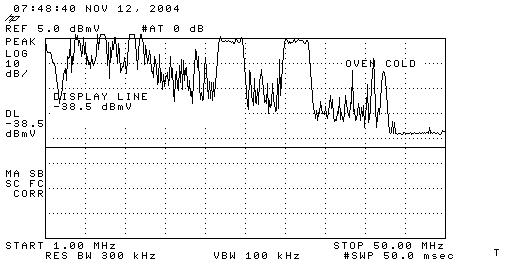 07:48:40 NOV 12, 2004
hp
REF 5.0 dBmV #AT 0 dB
PEAK
LOG
10
dB/
OVEN COLD
DISPLAY LINE
-38.5 dBmV
DL
-38.5
dBmV
MA SB
SC FC
CORR
START 1.00 MHz STOP 50.00 MHz
RES BW 300 kHz VBW 100 kHz #SWP 50.0 msec
T